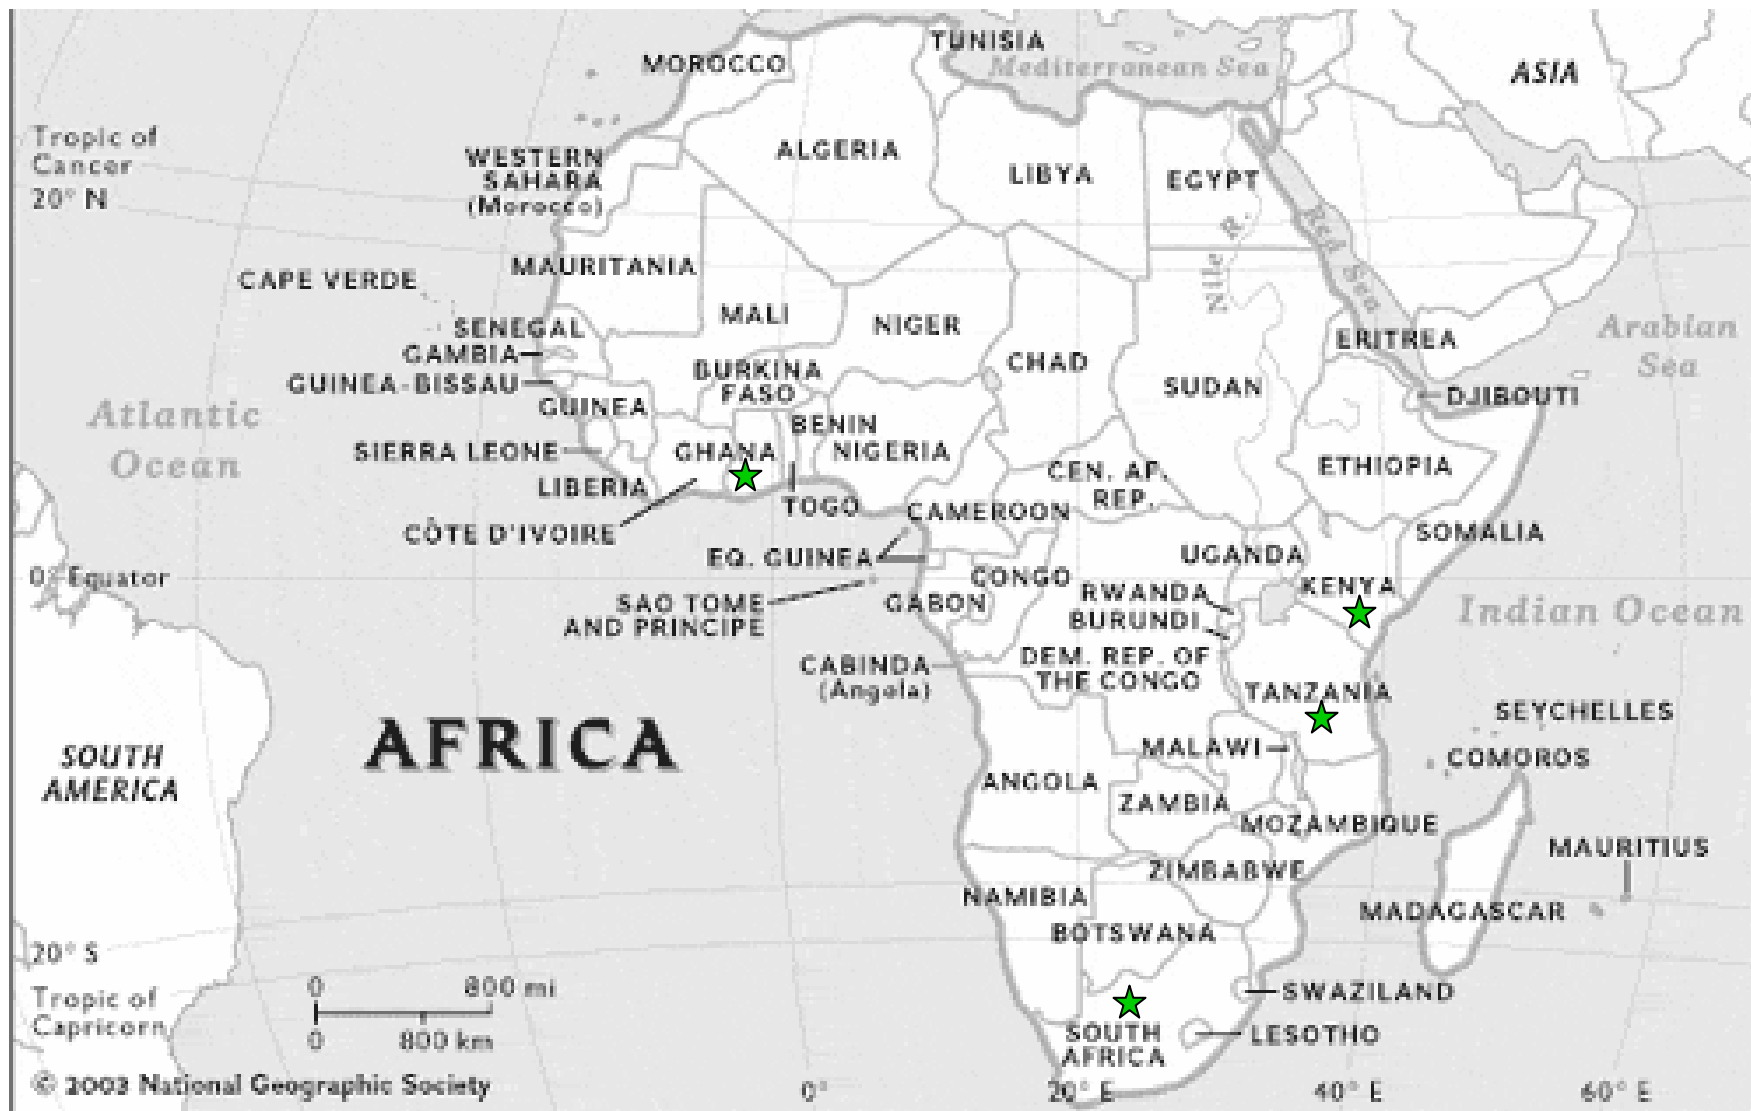 TUNISIA
MOROCCO
Mediterranean Sea
ASIA
Tropic of
Cancer
20° N
ALGERIA
LIBYA
EGYPT
WESTERN
SAHARA
(Morocco)
Nile R.
Red Sea
MAURITANIA
CAPE VERDE
MALI
NIGER
CHAD
SUDAN
ERITREA
Arabian
Sea
SENEGAL
GAMBIA
GUINEA-BISSAU
GUINEA
BURKINA
FASO
BENIN
NIGERIA
DJIBOUTI
Atlantic
Ocean
SIERRA LEONE
GHANA
LIBERIA
TOGO
CÔTE D'IVOIRE
CEN. AF.
REP.
ETHIOPIA
CAMEROON
SOMALIA
EQ. GUINEA
UGANDA
0° Equator
CONGO
KENYA
SAO TOME
AND PRINCIPE
GABON
RWANDA
BURUNDI
Indian Ocean
CABINDA
(Angola)
DEM. REP. OF
THE CONGO
TANZANIA
SEYCHELLES
AFRICA
SOUTH
AMERICA
MALAWI
COMOROS
ANGOLA
ZAMBIA
MOZAMBIQUE
MAURITIUS
ZIMBABWE
NAMIBIA
MADAGASCAR
BOTSWANA
20° S
Tropic of
Capricorn
0 800 mi
0 800 km
SWAZILAND
SOUTH
AFRICA
LESOTHO
© 2003 National Geographic Society
0° 20° E 40° E 60° E